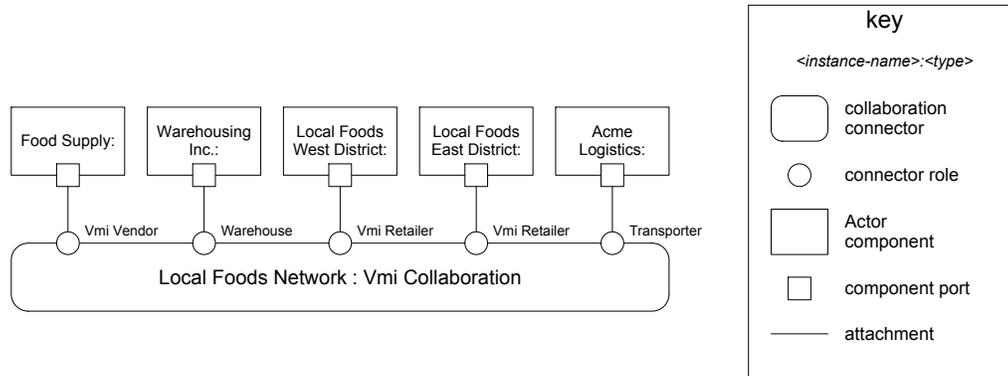 Food Supply:
Warehousing
Inc.:
Local Foods
West District:
Local Foods
East District:
Acme
Logistics:
Vmi Vendor
Warehouse
Vmi Retailer
Vmi Retailer
Transporter
Local Foods Network : Vmi Collaboration
key
<instance-name>:<type>
collaboration
connector
connector role
Actor
component
component port
attachment